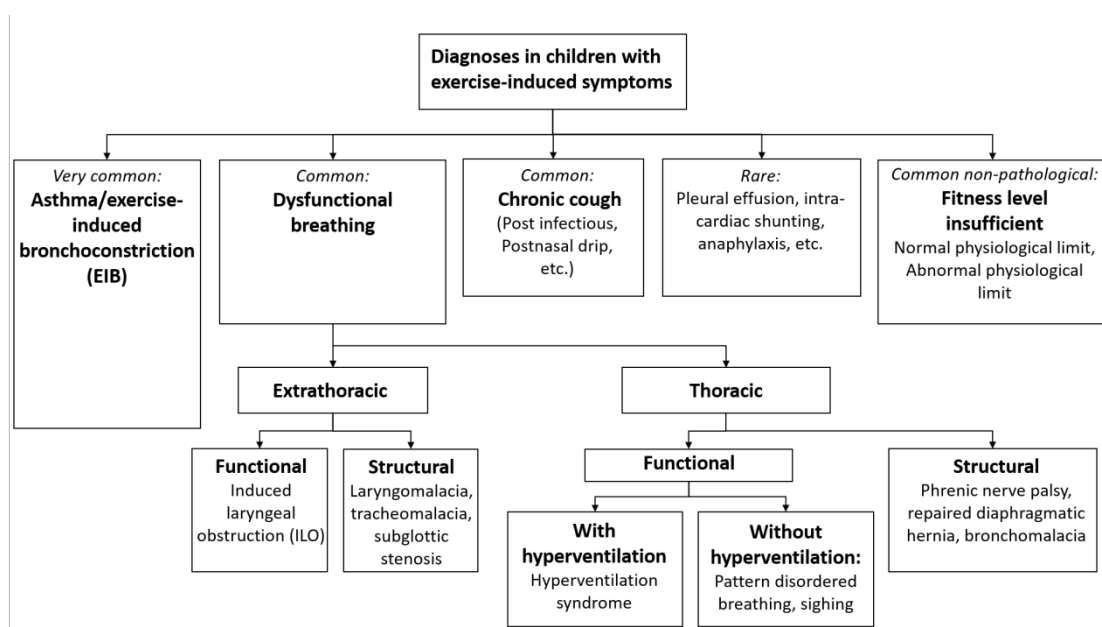 Diagnoses in children with
exercise-induced symptoms
Very common:
Asthma/exercise-
induced
bronchoconstriction
(EIB)
Common:
Dysfunctional
breathing
Common:
Chronic cough
(Post infectious,
Postnasal drip,
etc.)
Rare:
Pleural effusion, intra-
cardiac shunting,
anaphylaxis, etc.
Common non-pathological:
Fitness level
insufficient
Normal physiological limit,
Abnormal physiological
limit
Extrathoracic
Thoracic
Functional
Induced
laryngeal
obstruction (ILO)
Structural
Laryngomalacia,
tracheomalacia,
subglottic
stenosis
Functional
Structural
Phrenic nerve palsy,
repaired diaphragmatic
hernia, bronchomalacia
With
hyperventilation
Hyperventilation
syndrome
Without
hyperventilation:
Pattern disordered
breathing, sighing